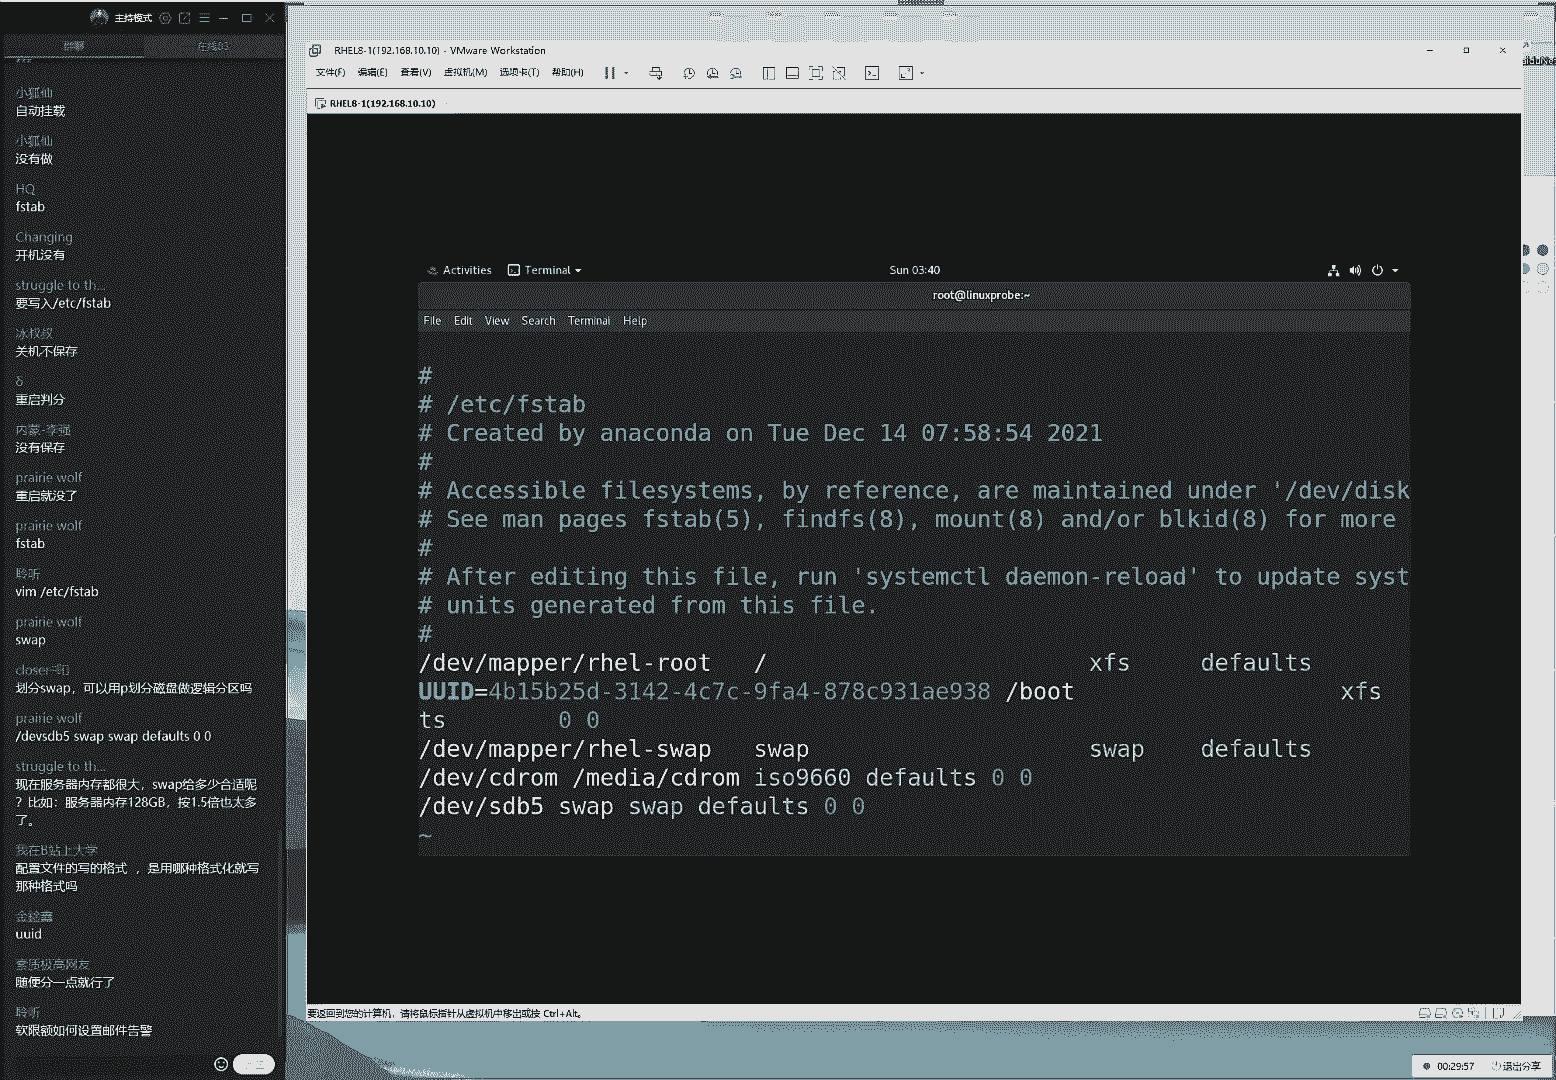 主持模式
群聊
在线83
小狐仙
自动挂载
小狐仙
没有做
HQ
fstab
Changing
开机没有
struggle to th...
要写入/etc/fstab
冰叔叔
关机不保存
δ
重启判分
内蒙-李强
没有保存
prairie wolf
重启就没了
prairie wolf
fstab
聆听
vim /etc/fstab
prairie wolf
swap
划分swap，可以用p划分磁盘做逻辑分区吗
prairie wolf
/devsdb5 swap swap defaults 0 0
struggle to th...
现在服务器内存都很大，swap给多少合适呢
？比如：服务器内存128GB，按1.5倍也太多
了。
我在B站上大学
配置文件的写的格式 ，是用哪种格式化就写
那种格式吗
uuid
素质极高网友
随便分一点就行了
聆听
软限额如何设置邮件告警
RHEL8-1(192.168.10.10) - VMware Workstation
文件(F) 编辑(E) 查看(V) 虚拟机(M) 选项卡(T) 帮助(H)
RHEL8-1(192.168.10.10)
Activities Terminal Sun 03:40
root@linuxprobe:~
File Edit View Search Terminal Help
#
# /etc/fstab
# Created by anaconda on Tue Dec 14 07:58:54 2021
#
# Accessible filesystems, by reference, are maintained under '/dev/disk
# See man pages fstab(5), findfs(8), mount(8) and/or blkid(8) for more
#
# After editing this file, run 'systemctl daemon-reload' to update syst
# units generated from this file.
#
/dev/mapper/rhel-root / xfs defaults
UUID=4b15b25d-3142-4c7c-9fa4-878c931ae938 /boot xfs
ts 0 0
/dev/mapper/rhel-swap swap swap defaults
/dev/cdrom /media/cdrom iso9660 defaults 0 0
/dev/sdb5 swap swap defaults 0 0
~
要返回到您的计算机，请将鼠标指针从虚拟机中移出或按 Ctrl+Alt。
00:29:57 退出分享